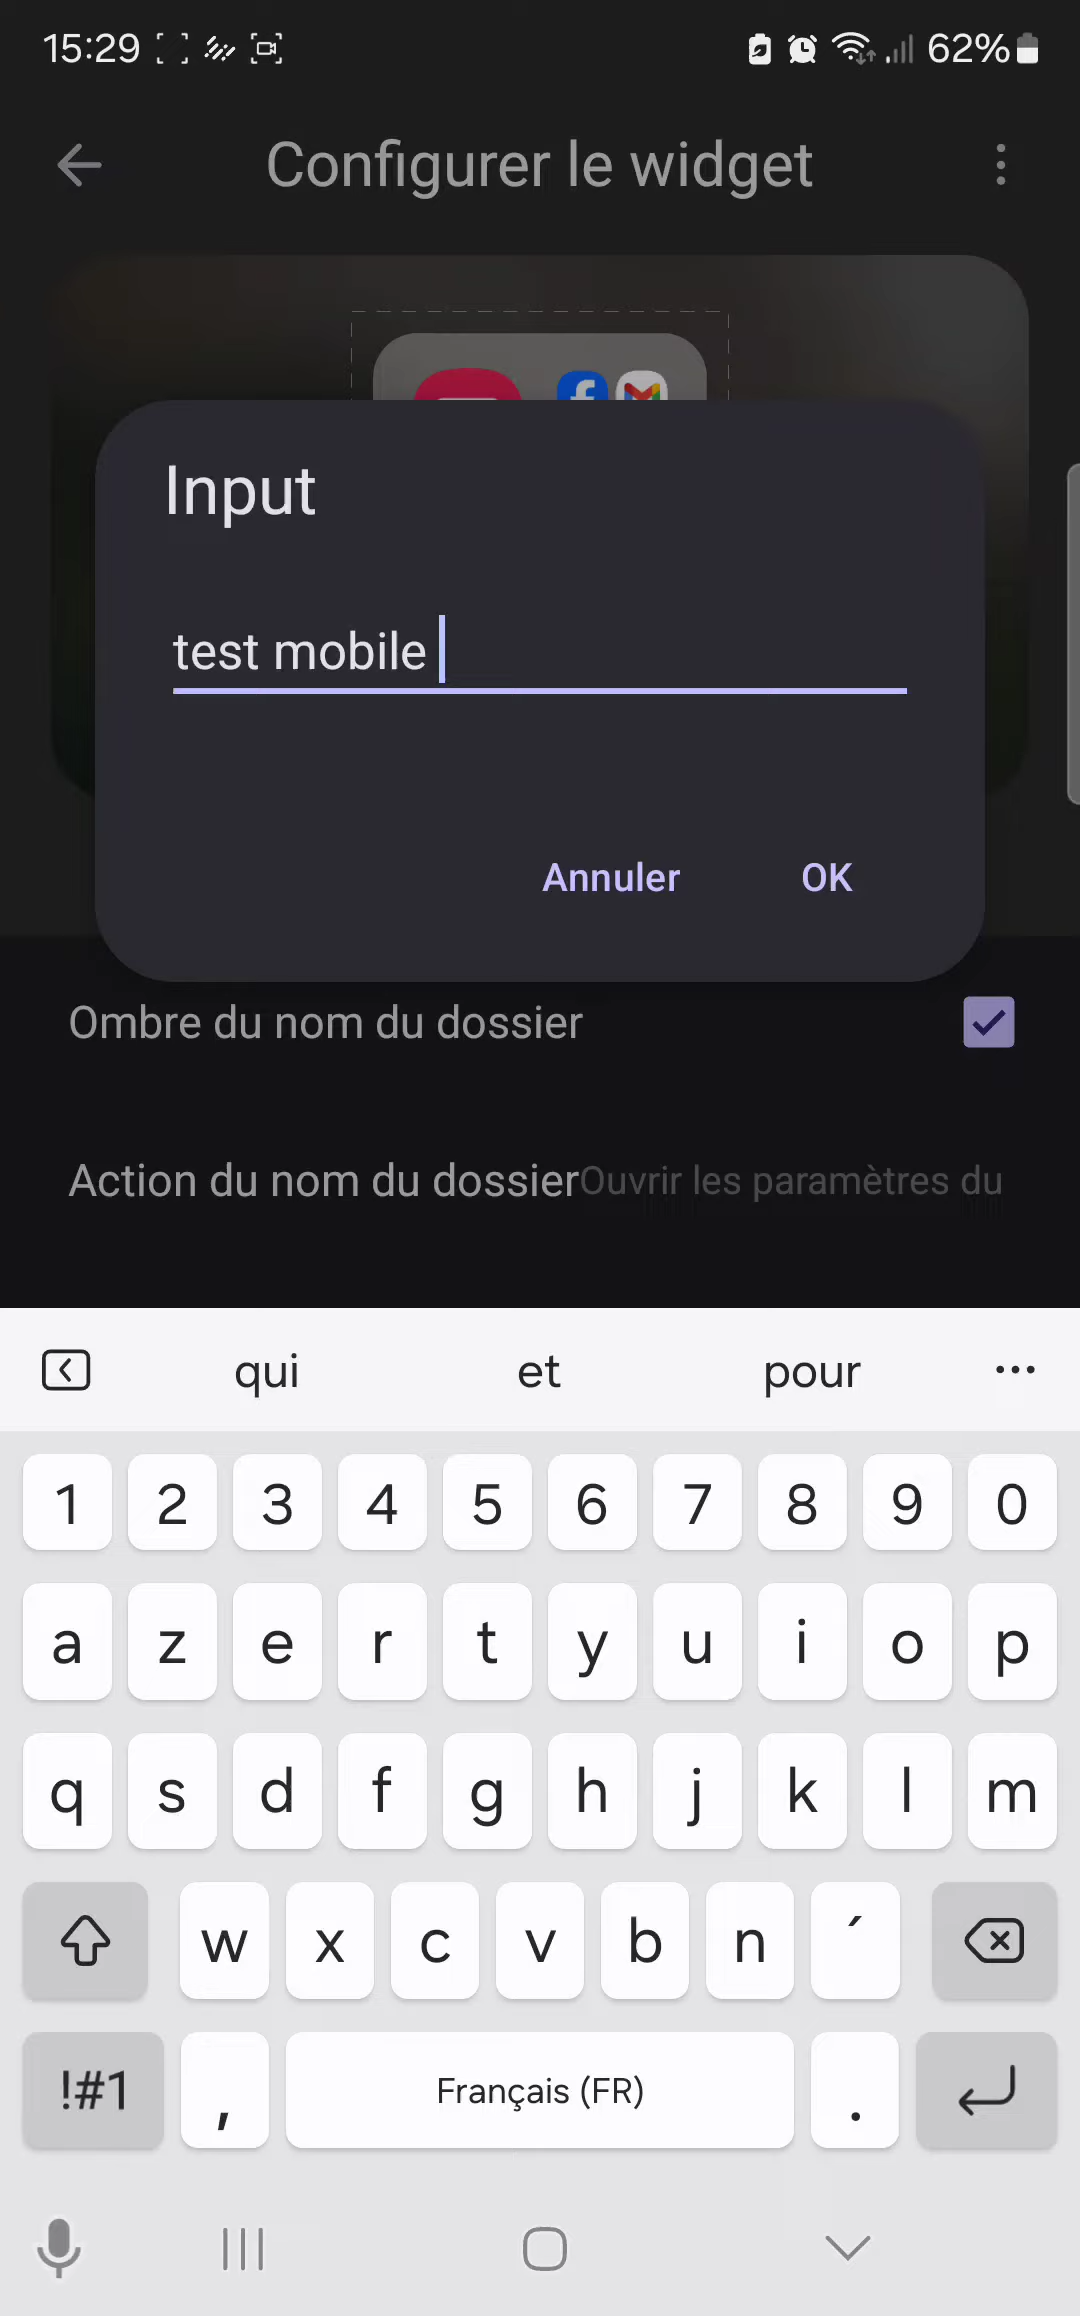 15:29
62%
Configurer le widget
Input
test mobile
Annuler OK
Ombre du nom du dossier
Action du nom du dossier Ouvrir les paramètres du
qui et pour ...
1 2 3 4 5 6 7 8 9 0
a z e r t y u i o p
q s d f g h j k l m
w x c v b n ´
!#1 , Français (FR) .